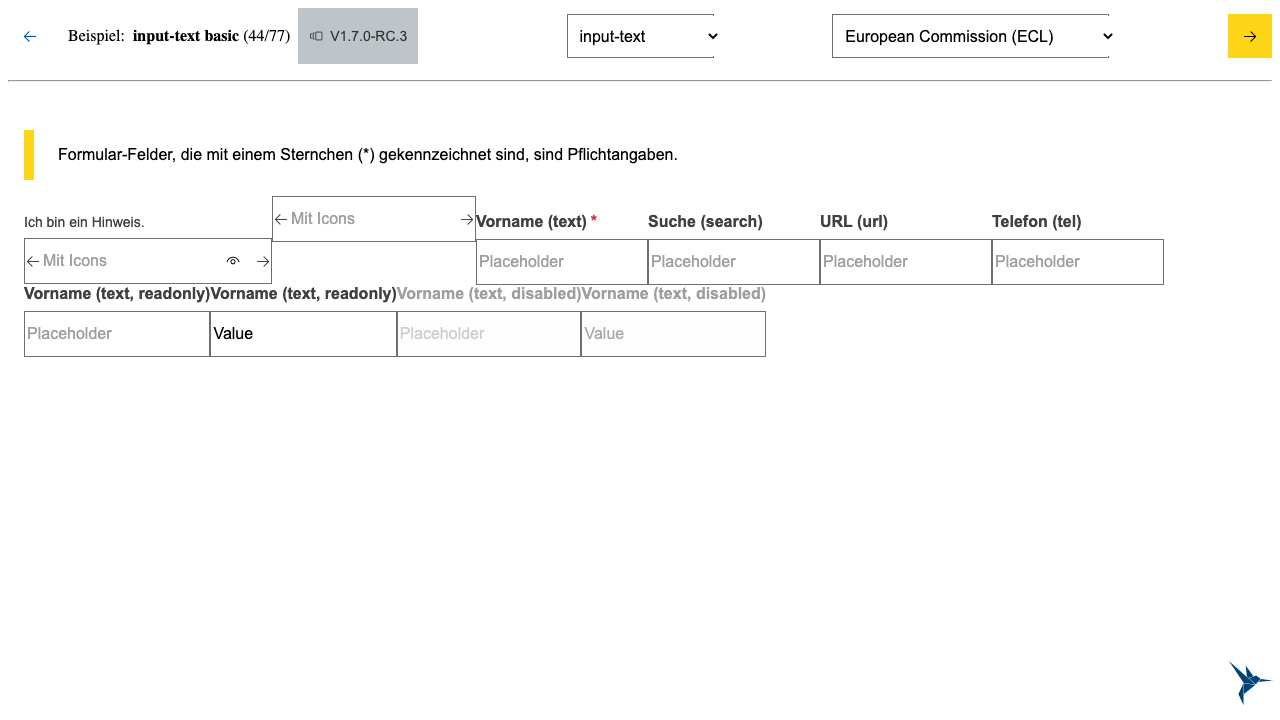 Beispiel: input-text basic (44/77) V1.7.0-RC.3 input-text European Commission (ECL)
Formular-Felder, die mit einem Sternchen (*) gekennzeichnet sind, sind Pflichtangaben.
Ich bin ein Hinweis. Mit Icons Vorname (text) * Suche (search) URL (url) Telefon (tel)
Mit Icons Placeholder Placeholder Placeholder Placeholder
Vorname (text, readonly) Vorname (text, readonly) Vorname (text, disabled) Vorname (text, disabled)
Placeholder Value Placeholder Value